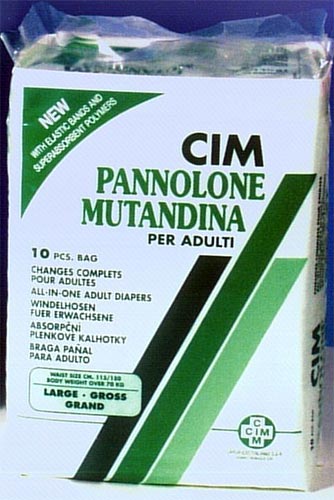 NEW
WITH ELASTIC BANDS AND
SUPERABSORBENT POLYMERS
CIM
PANNOLONE
MUTANDINA
PER ADULTI
10 PCS. BAG
CHANGES COMPLETS
POUR ADULTES
ALL-IN-ONE ADULT DIAPERS
WINDELHOSEN
FUER ERWACHSENE
ABSORPČNÍ
PLENKOVE KALHOTKY
BRAGA PAÑAL
PARA ADULTO
WAIST SIZE CM. 115/150
BODY WEIGHT OVER 70 KG
LARGE - GROSS
GRAND
C
CIM
M
CIM